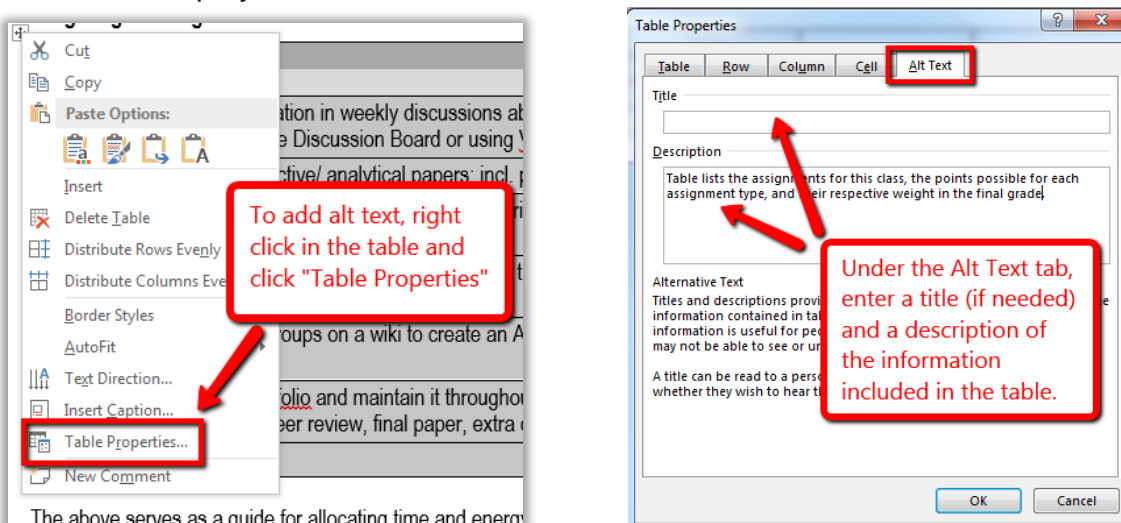 Cut
Copy
Paste Options:
ation in weekly discussions
e Discussion Board or using
Insert
ctive/ analytical papers; incl.
Delete Table
Distribute Rows Evenly
Distribute Columns Eve
Border Styles
AutoFit
oups on a wiki to create an A
Text Direction...
Insert Caption...
folio and maintain it throughou
Table Properties...
eer review, final paper, extra
New Comment
The above serves as a guide for allocating time and energy
To add alt text, right
click in the table and
click "Table Properties"
Table Properties
Table Row Column Cell Alt Text
Title
Description
Table lists the assignments for this class, the points possible for each
assignment type, and their respective weight in the final grade
Alternative Text
Titles and descriptions provi
information contained in tab
information is useful for peo
may not be able to see or un
A title can be read to a perso
whether they wish to hear th
Under the Alt Text tab,
enter a title (if needed)
and a description of
the information
included in the table.
OK Cancel